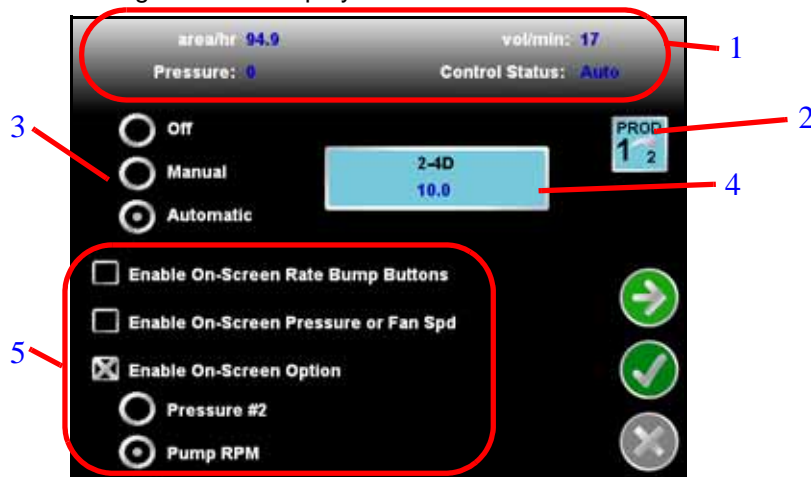 area/hr 94.9 vol/min: 17
Pressure: 0 Control Status: Auto
1
2
3
Off
Manual
Automatic
PROD
1 2
2-4D
10.0
4
5
Enable On-Screen Rate Bump Buttons
Enable On-Screen Pressure or Fan Spd
Enable On-Screen Option
Pressure #2
Pump RPM